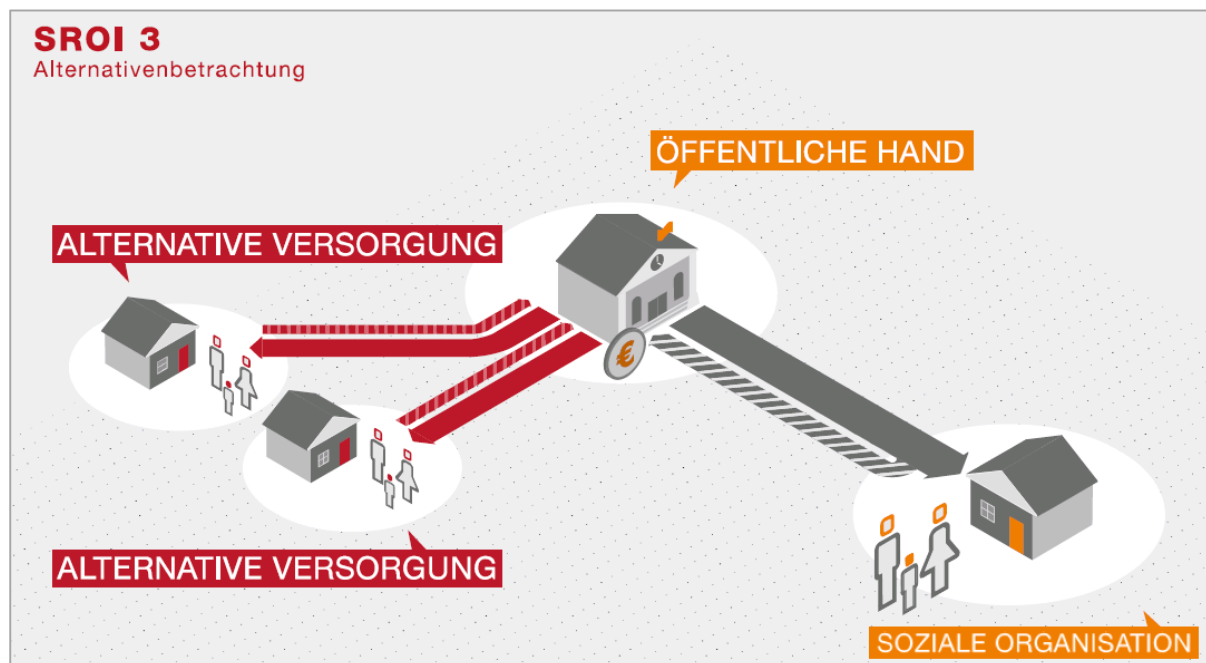 SROI 3
Alternativenbetrachtung
ÖFFENTLICHE HAND
ALTERNATIVE VERSORGUNG
€
ALTERNATIVE VERSORGUNG
SOZIALE ORGANISATION